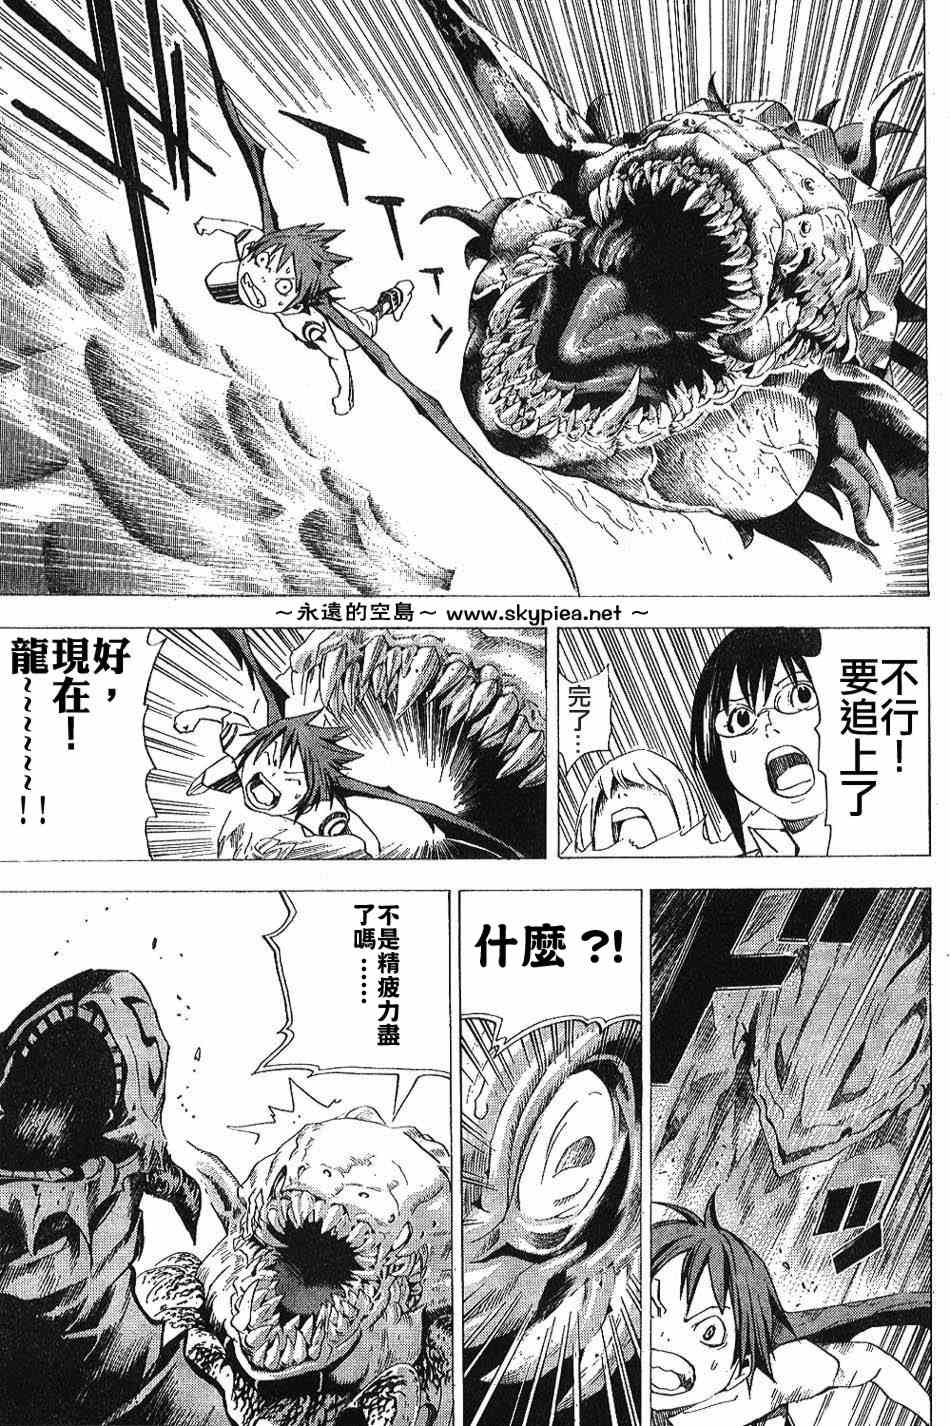 ～永遠的空島～ www.skypiea.net ～
不行！
要追上了
完了…
好，
現在！
龍～～～～～～!!
什麼?!
不是精疲力盡
了嗎……